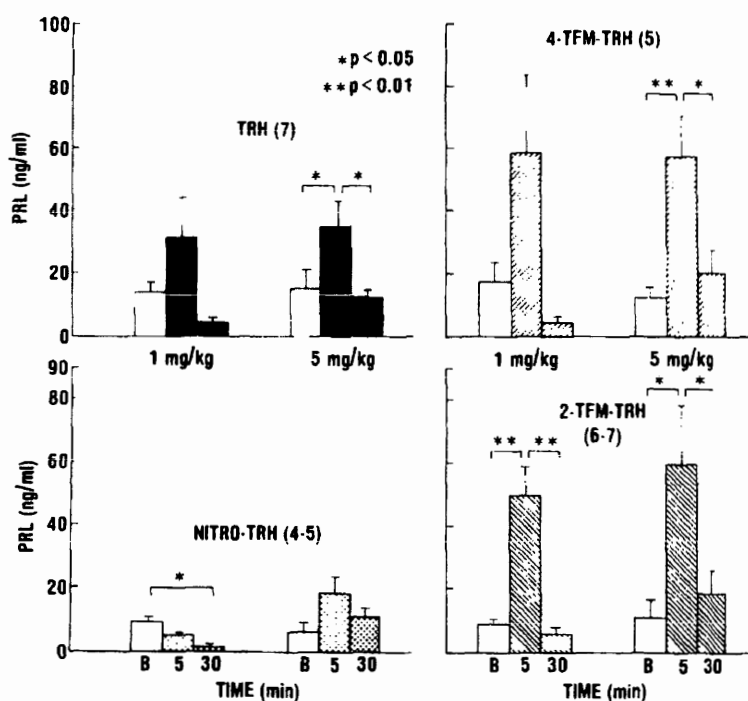 100
80
60
40
20
0
PRL (ng/ml)
*p < 0.05
**p < 0.01
TRH (7)
* *
1 mg/kg 5 mg/kg
4-TFM-TRH (5)
** *
1 mg/kg 5 mg/kg
90
60
40
20
0
PRL (ng/ml)
NITRO-TRH (4-5)
*
B 5 30 B 5 30
TIME (min)
2-TFM-TRH
(6-7)
** **
* *
B 5 30 B 5 30
TIME (min)